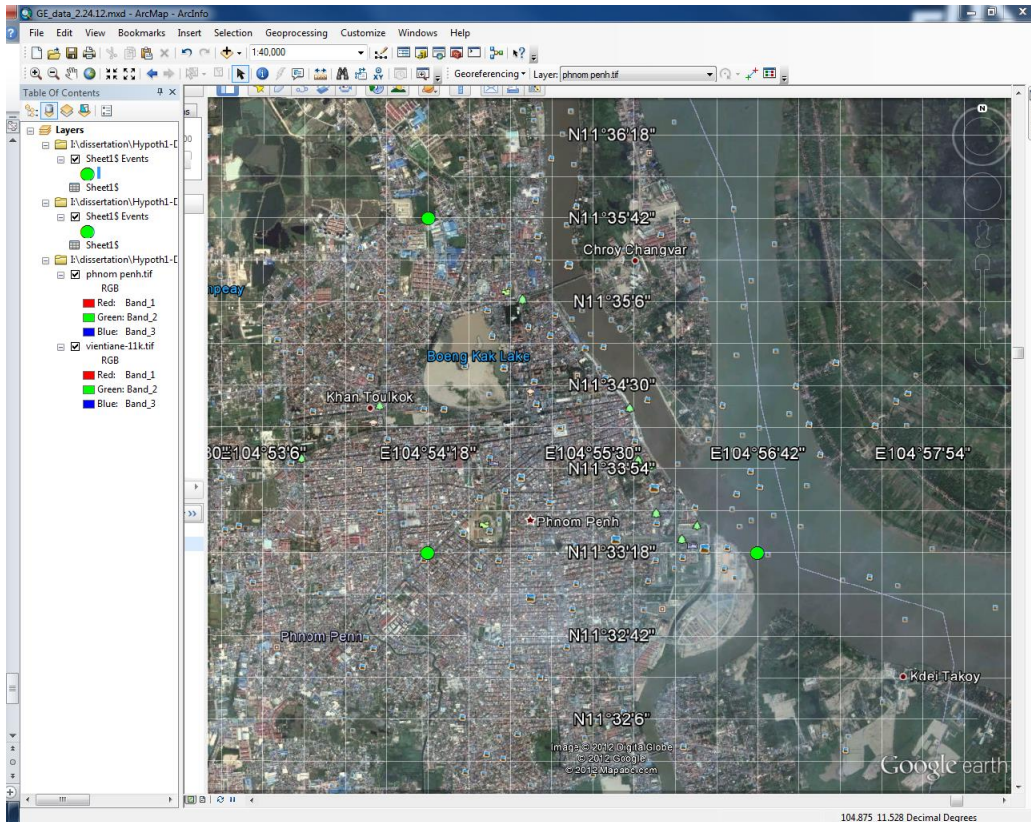 GE_data_2.24.12.mxd - ArcMap - ArcInfo
File Edit View Bookmarks Insert Selection Geoprocessing Customize Windows Help
1:40,000
Georeferencing Layer: phnom penh.tif
Table Of Contents
Layers
I:\dissertation\Hypoth1-D
Sheet1$ Events
Sheet1$
I:\dissertation\Hypoth1-D
Sheet1$ Events
Sheet1$
I:\dissertation\Hypoth1-D
phnom penh.tif
RGB
Red: Band_1
Green: Band_2
Blue: Band_3
vientiane-11k.tif
RGB
Red: Band_1
Green: Band_2
Blue: Band_3
N
N11°36'18"
N11°35'42"
Chroy Changvar
mpeay
N11°35'6"
Boeng Kak Lake
N11°34'30"
Khan Toulkok
E104°53'6" E104°54'18" E104°55'30" E104°56'42" E104°57'54"
N11°33'54"
Phnom Penh
N11°33'18"
Phnom Penh
N11°32'42"
Kdei Takoy
N11°32'6"
Image © 2012 DigitalGlobe
© 2012 Google
© 2012 Mapabc.com
Google earth
104.875 11.528 Decimal Degrees